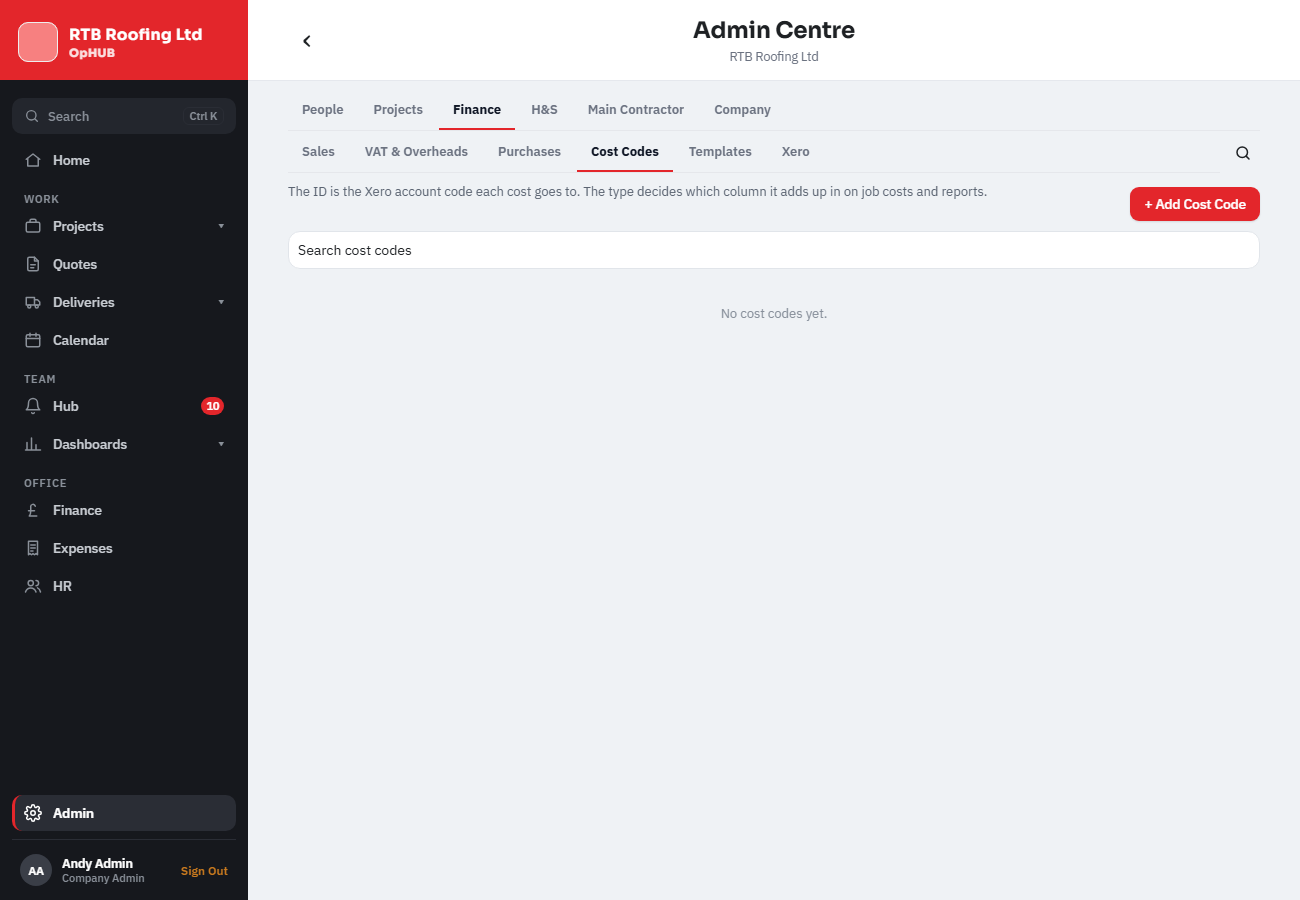 RTB Roofing Ltd
OpHUB
Search Ctrl K
Home
WORK
Projects
Quotes
Deliveries
Calendar
TEAM
Hub 10
Dashboards
OFFICE
Finance
Expenses
HR
Admin
AA
Andy Admin
Company Admin
Sign Out
Admin Centre
RTB Roofing Ltd
People Projects Finance H&S Main Contractor Company
Sales VAT & Overheads Purchases Cost Codes Templates Xero
The ID is the Xero account code each cost goes to. The type decides which column it adds up in on job costs and reports.
+ Add Cost Code
Search cost codes
No cost codes yet.